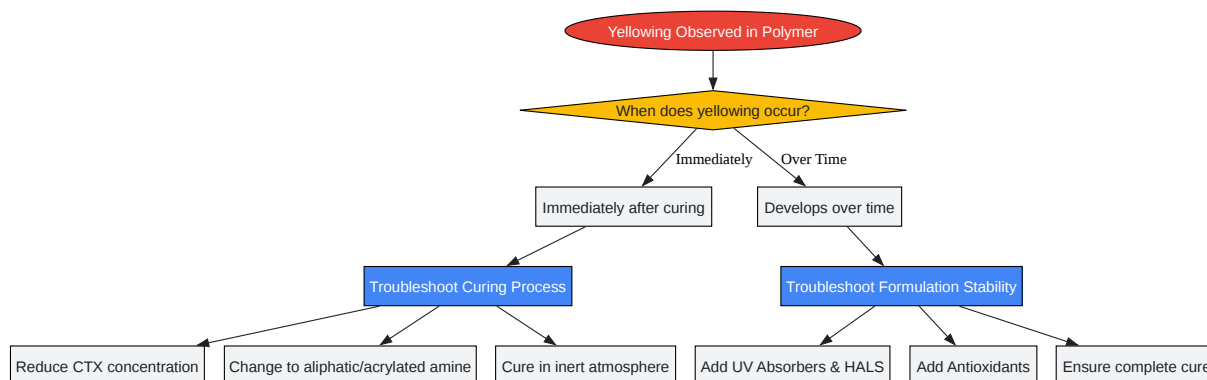 Yellowing Observed in Polymer
When does yellowing occur?
Immediately
Over Time
Immediately after curing
Develops over time
Troubleshoot Curing Process
Troubleshoot Formulation Stability
Reduce CTX concentration
Change to aliphatic/acrylated amine
Cure in inert atmosphere
Add UV Absorbers & HALS
Add Antioxidants
Ensure complete cure